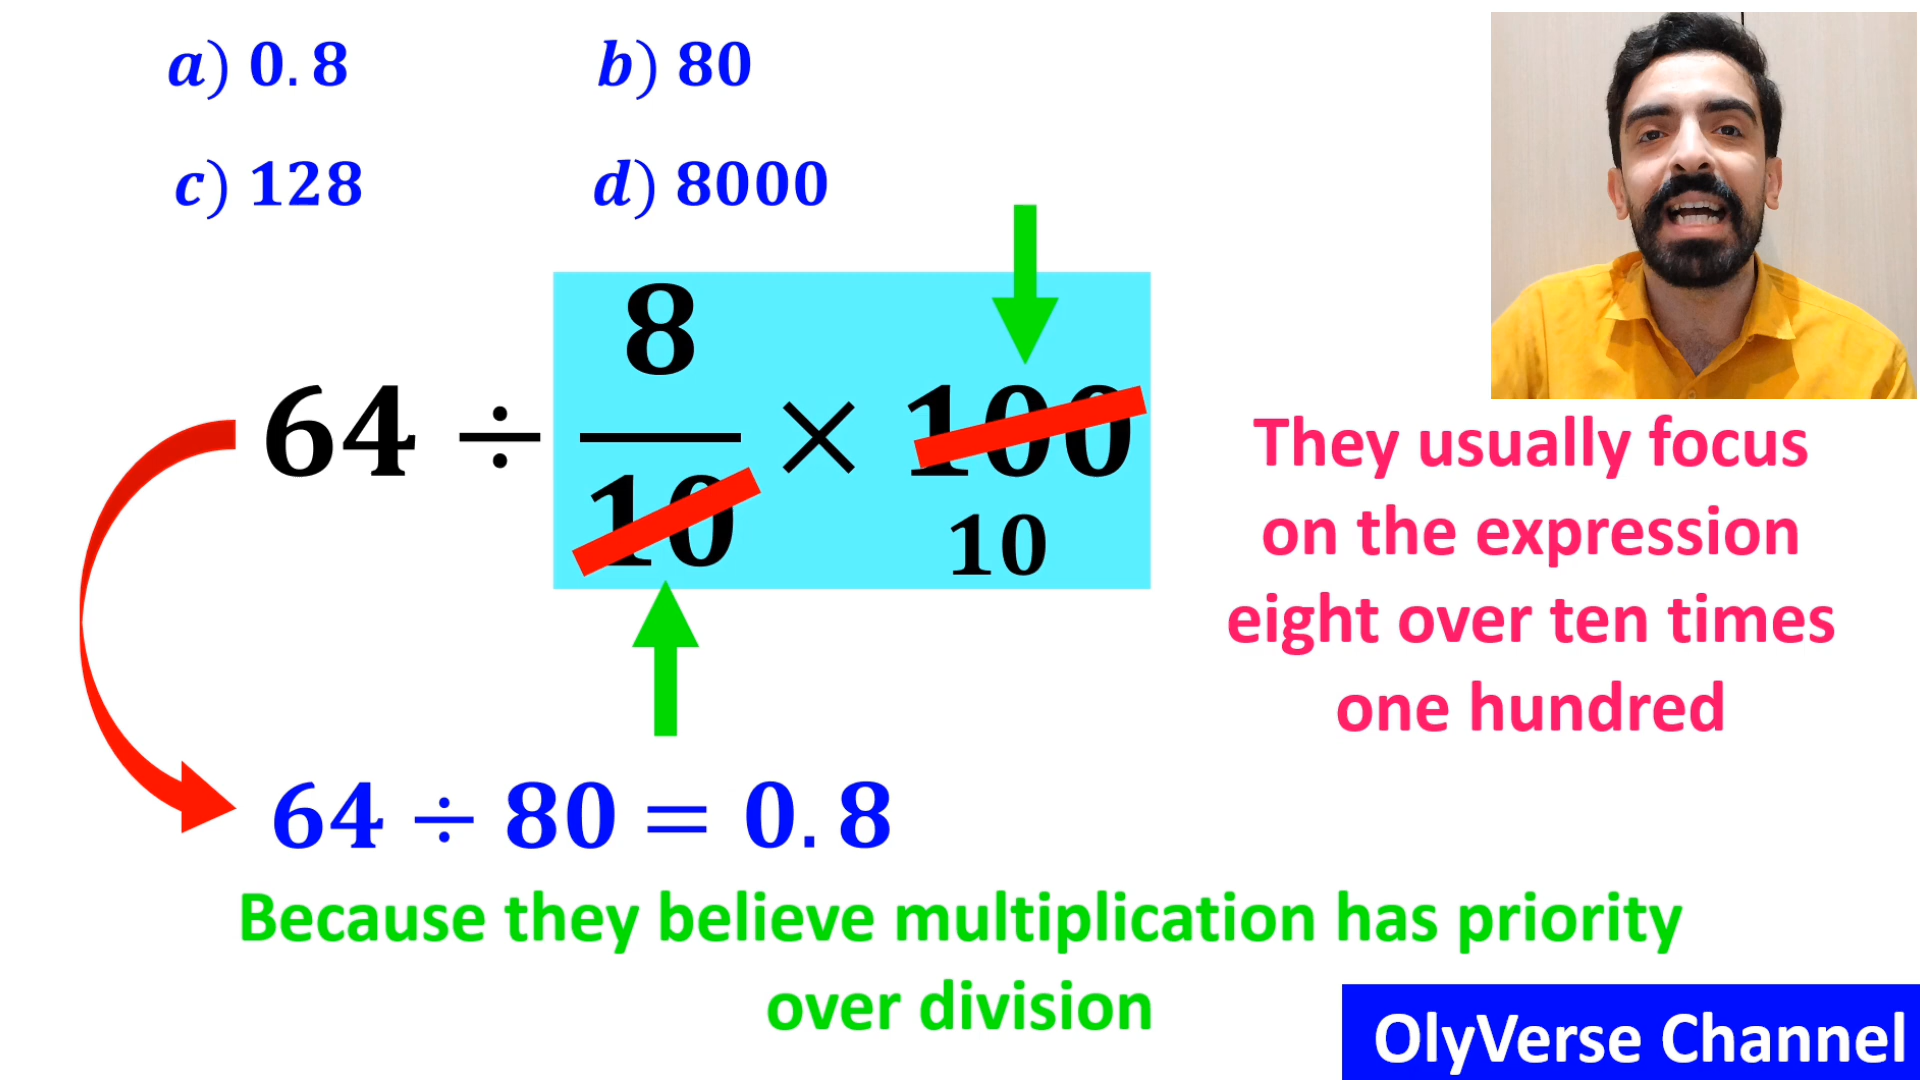 a) 0.8 b) 80
c) 128 d) 8000
64 ÷ 8/10 × 100
10
They usually focus
on the expression
eight over ten times
one hundred
64 ÷ 80 = 0.8
Because they believe multiplication has priority
over division
OlyVerse Channel